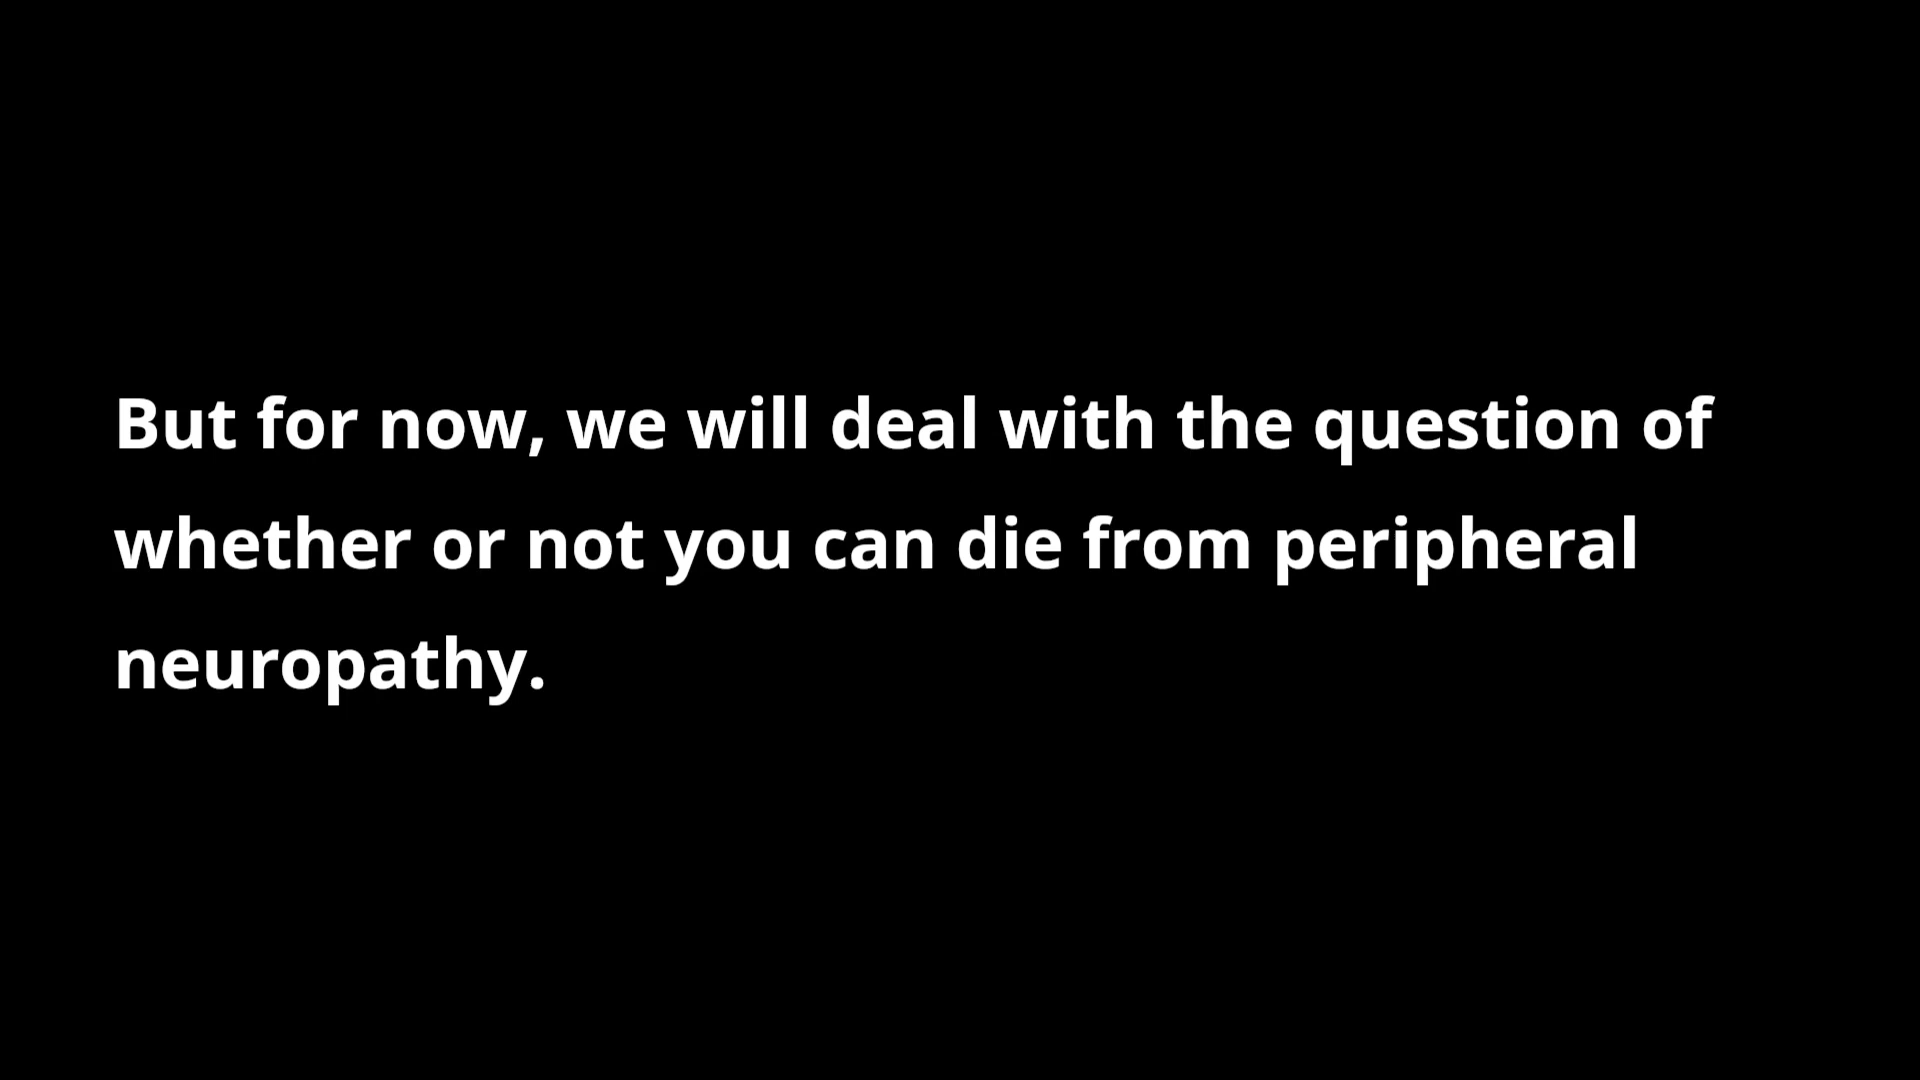 But for now, we will deal with the question of
whether or not you can die from peripheral
neuropathy.